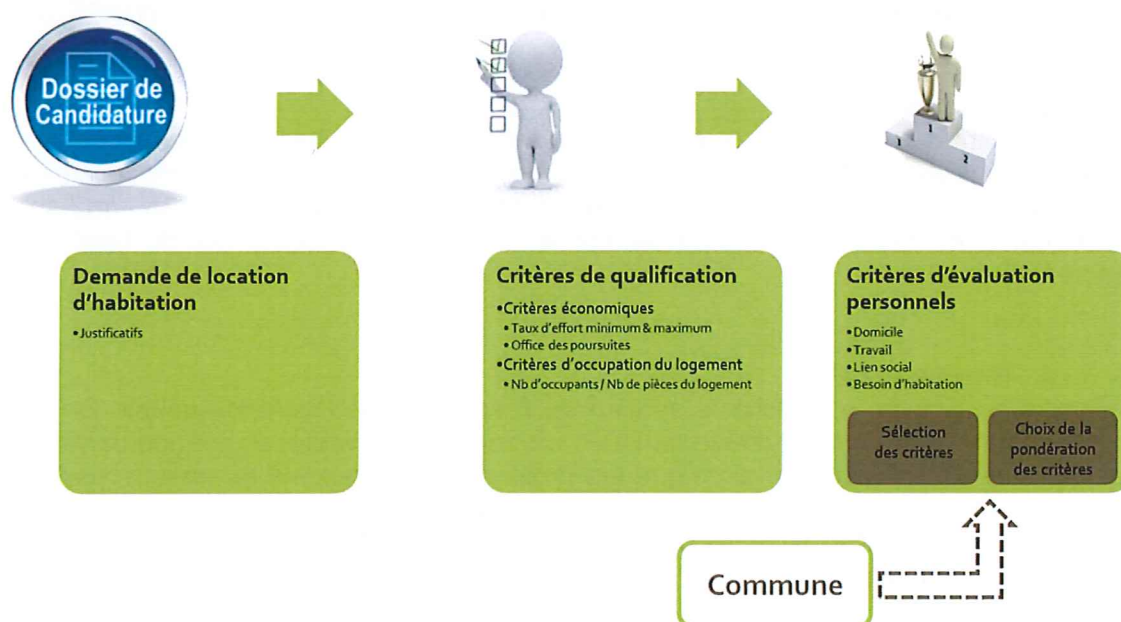 Dossier de
Candidature
Demande de location
d'habitation
•Justificatifs
Critères de qualification
•Critères économiques
•Taux d'effort minimum & maximum
•Office des poursuites
•Critères d'occupation du logement
•Nb d'occupants / Nb de pièces du logement
1
2
Critères d'évaluation
personnels
•Domicile
•Travail
•Lien social
•Besoin d'habitation
Sélection
des critères
Choix de la
pondération
des critères
Commune